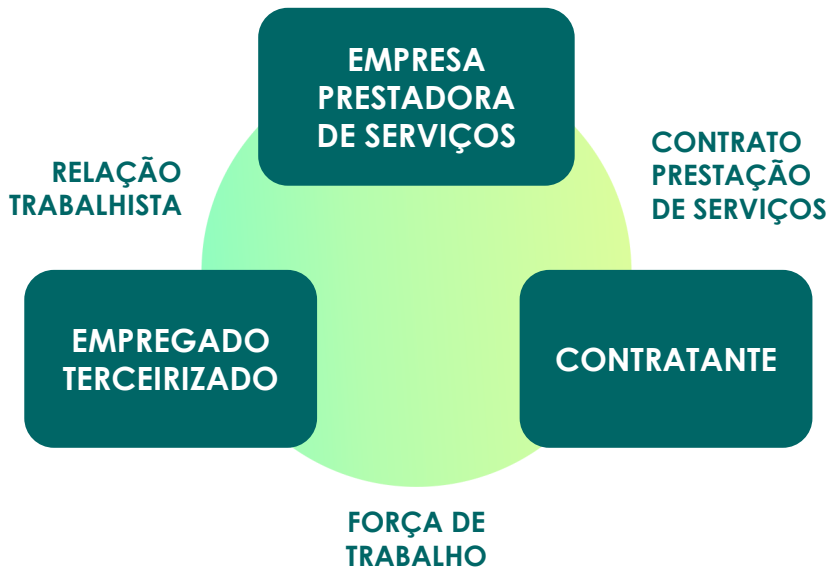 EMPRESA
PRESTADORA
DE SERVIÇOS
RELAÇÃO
TRABALHISTA
CONTRATO
PRESTAÇÃO
DE SERVIÇOS
EMPREGADO
TERCEIRIZADO
CONTRATANTE
FORÇA DE
TRABALHO